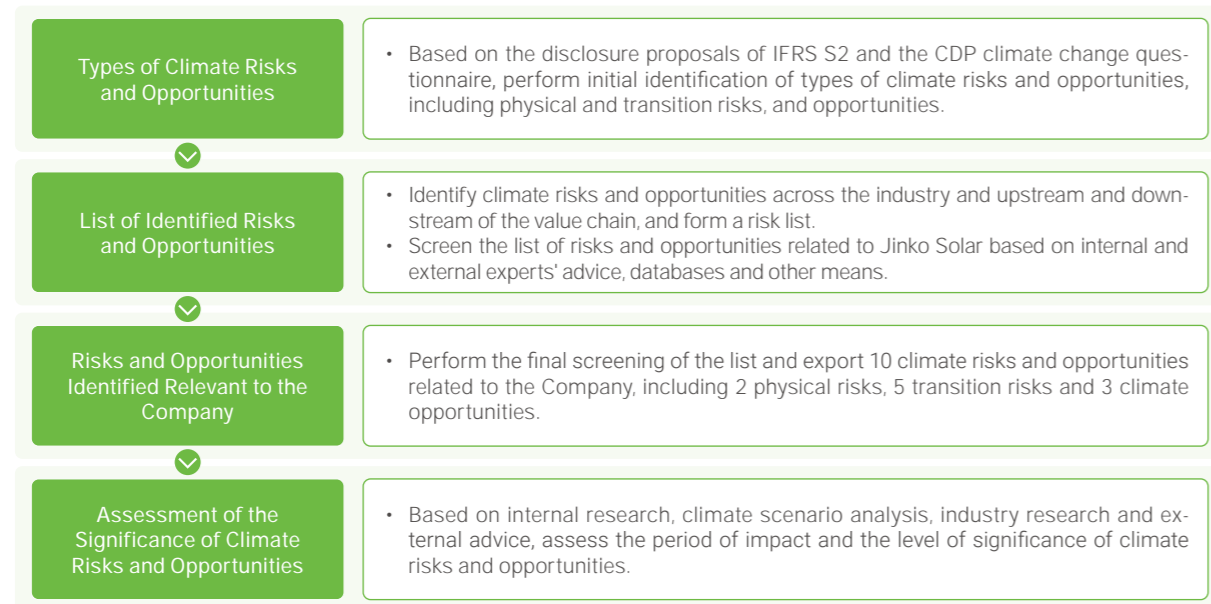 Types of Climate Risks
and Opportunities
• Based on the disclosure proposals of IFRS S2 and the CDP climate change ques-
tionnaire, perform initial identification of types of climate risks and opportunities,
including physical and transition risks, and opportunities.
List of Identified Risks
and Opportunities
• Identify climate risks and opportunities across the industry and upstream and down-
stream of the value chain, and form a risk list.
• Screen the list of risks and opportunities related to Jinko Solar based on internal and
external experts' advice, databases and other means.
Risks and Opportunities
Identified Relevant to the
Company
• Perform the final screening of the list and export 10 climate risks and opportunities
related to the Company, including 2 physical risks, 5 transition risks and 3 climate
opportunities.
Assessment of the
Significance of Climate
Risks and Opportunities
• Based on internal research, climate scenario analysis, industry research and ex-
ternal advice, assess the period of impact and the level of significance of climate
risks and opportunities.